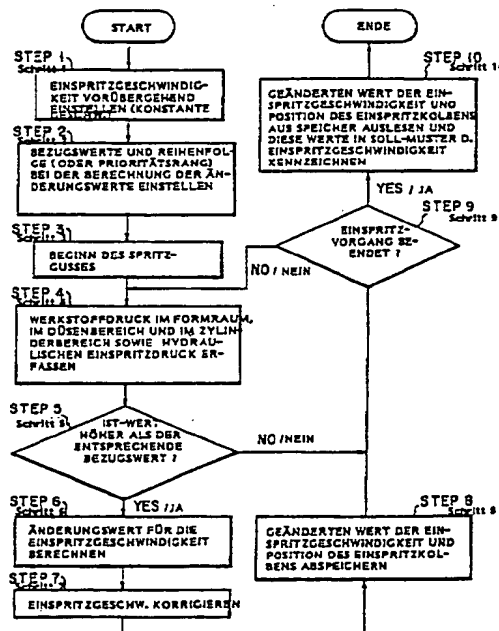 START
STEP 1
Schritt 1
EINSPRITZGESCHWINDIG-
KEIT VORÜBERGEHEND
EINSTELLEN (KONSTANTE
STEP 2
Schritt 2
BEZUGSWERTE UND REIHENFOL-
GE (ODER PRIORITÄTSRANG)
BEI DER BERECHNUNG DER ÄN-
DERUNGSWERTE EINSTELLEN
STEP 3
Schritt 3
BEGINN DES SPRITZ-
GUSSES
STEP 4
WERKSTOFFDRUCK IM FORMRAUM,
IM DÜSENBEREICH UND IM ZYLIN-
DERBEREICH SOWIE HYDRAU-
LISCHEN EINSPRITZDRUCK ER-
FASSEN
STEP 5
Schritt 5
IST-WERT
HÖHER ALS DER
ENTSPRECHENDE
BEZUGSWERT ?
NO / NEIN
YES / JA
STEP 6
Schritt 6
ÄNDERUNGSWERT FÜR DIE
EINSPRITZGESCHWINDIGKEIT
BERECHNEN
STEP 7
EINSPRITZGESCHW. KORRIGIEREN
STEP 8
Schritt 8
GEÄNDERTEN WERT DER EIN-
SPRITZGESCHWINDIGKEIT UND
POSITION DES EINSPRITZKOL-
BENS ABSPEICHERN
STEP 9
Schritt 9
EINSPRITZ-
VORGANG BE-
ENDET ?
NO / NEIN
YES / JA
STEP 10
Schritt 1
GEÄNDERTEN WERT DER EIN-
SPRITZGESCHWINDIGKEIT UND
POSITION DES EINSPRITZKOLBENS
AUS SPEICHER AUSLESEN UND
DIESE WERTE IN SOLL-MUSTER D.
EINSPRITZGESCHWINDIGKEIT
KENNZEICHNEN
ENDE